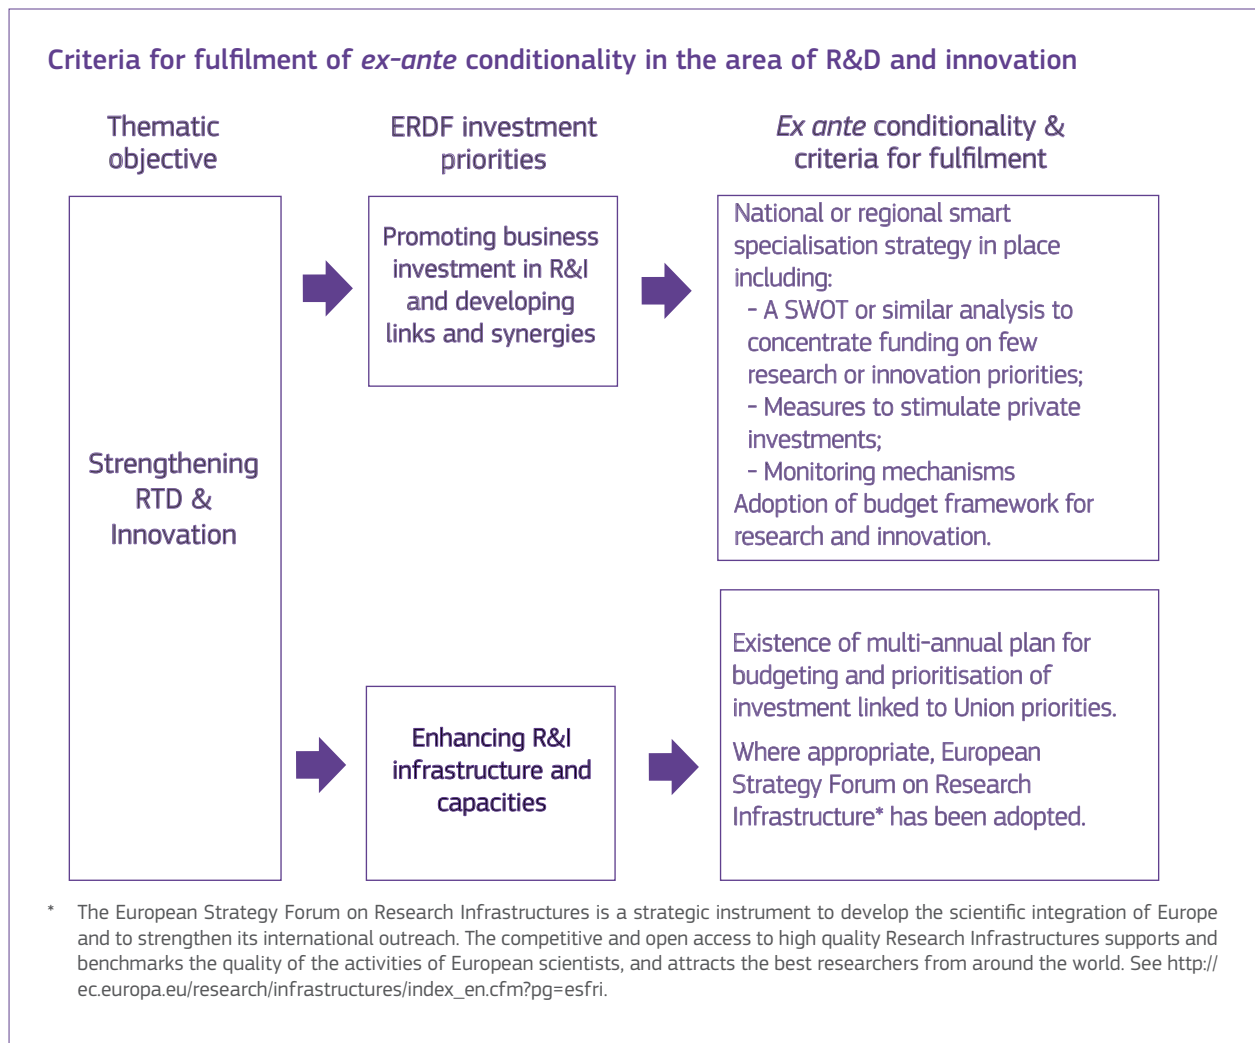 Criteria for fulfilment of ex-ante conditionality in the area of R&D and innovation
Thematic
objective
ERDF investment
priorities
Ex ante conditionality &
criteria for fulfilment
Strengthening
RTD &
Innovation
Promoting business
investment in R&I
and developing
links and synergies
National or regional smart
specialisation strategy in place
including:
- A SWOT or similar analysis to
concentrate funding on few
research or innovation priorities;
- Measures to stimulate private
investments;
- Monitoring mechanisms
Adoption of budget framework for
research and innovation.
Enhancing R&I
infrastructure and
capacities
Existence of multi-annual plan for
budgeting and prioritisation of
investment linked to Union priorities.
Where appropriate, European
Strategy Forum on Research
Infrastructure* has been adopted.
* The European Strategy Forum on Research Infrastructures is a strategic instrument to develop the scientific integration of Europe
and to strengthen its international outreach. The competitive and open access to high quality Research Infrastructures supports and
benchmarks the quality of the activities of European scientists, and attracts the best researchers from around the world. See http://
ec.europa.eu/research/infrastructures/index_en.cfm?pg=esfri.